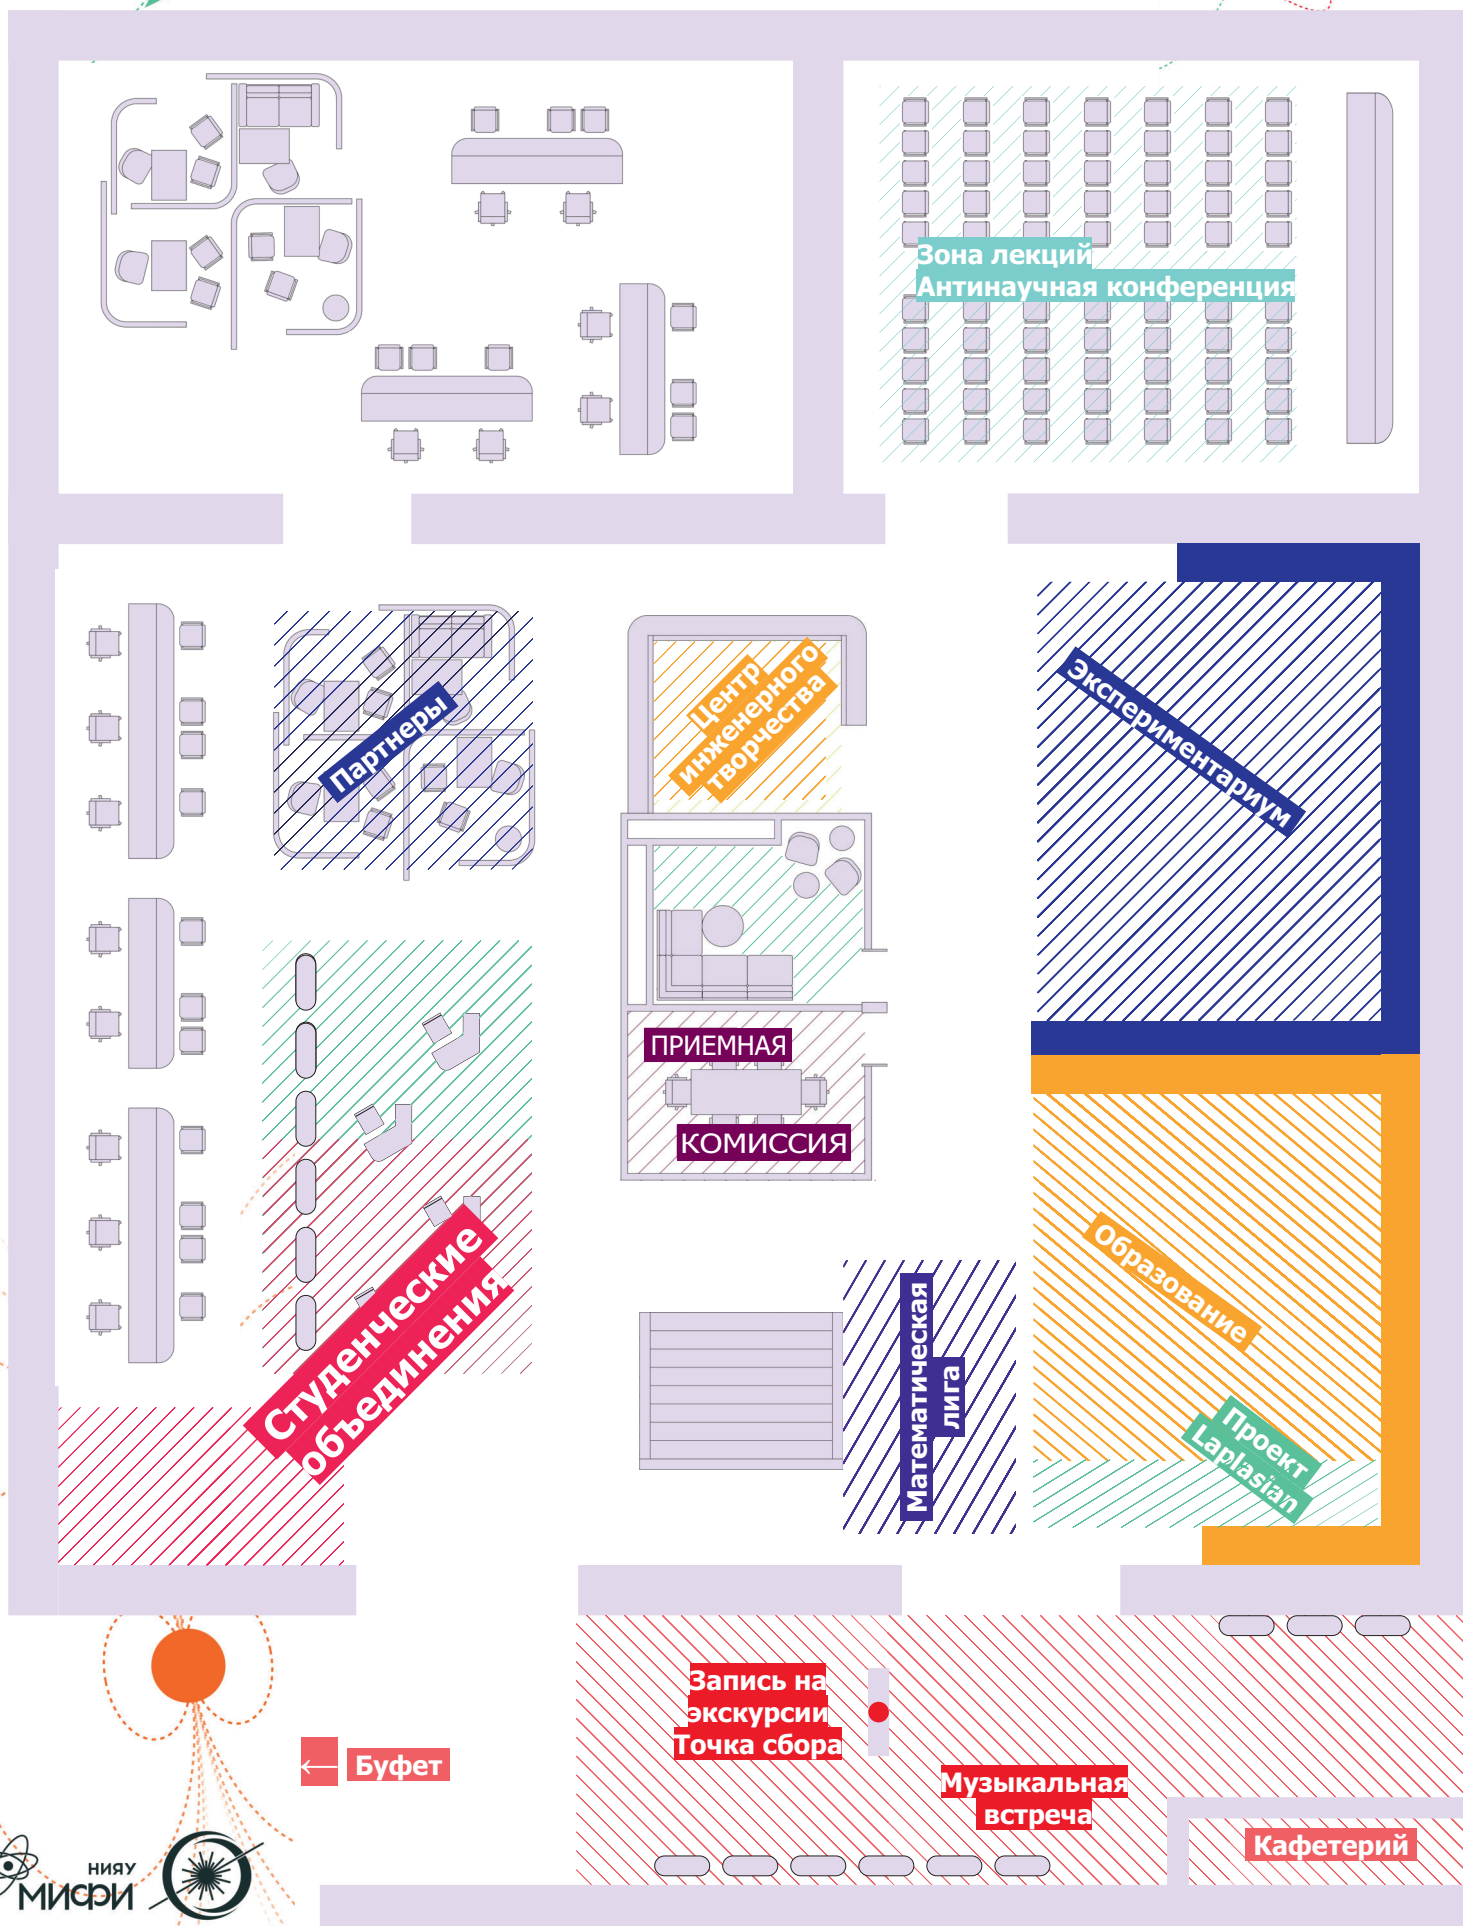 Зона лекций
Антинаучная конференция
Партнеры
Центр
инженерного
творчества
Экспериментариум
ПРИЕМНАЯ
КОМИССИЯ
Студенческие
объединения
Математическая
лига
Образование
Проект
Laplasian
Запись на
экскурсии
Точка сбора
Музыкальная
встреча
← Буфет
Кафетерий
НИЯУ
МИФИ